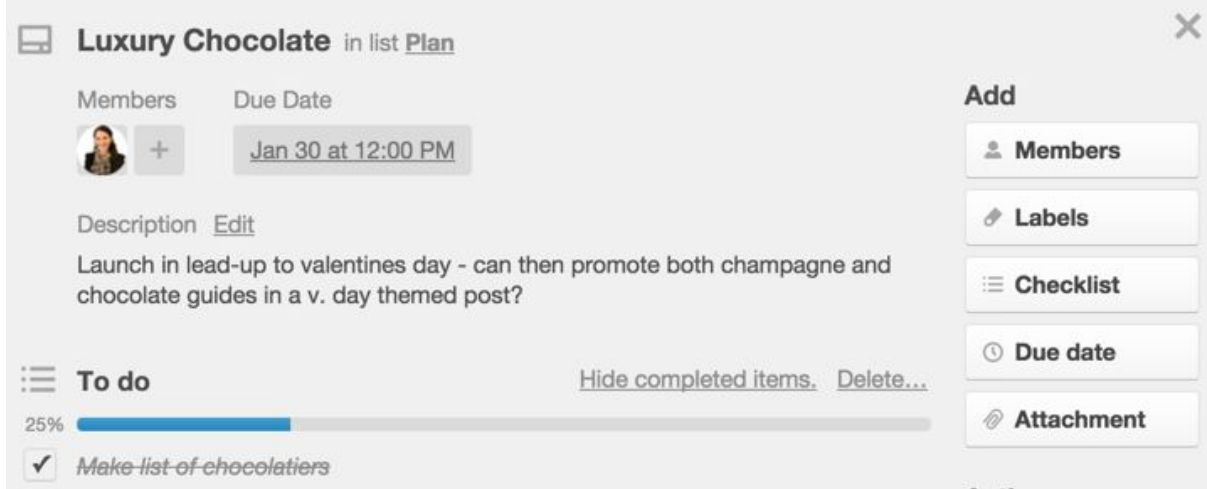 Luxury Chocolate in list Plan
Members
Due Date
+
Jan 30 at 12:00 PM
Description Edit
Launch in lead-up to valentines day - can then promote both champagne and
chocolate guides in a v. day themed post?
To do
Hide completed items. Delete...
25%
Make list of chocolatiers
Add
Members
Labels
Checklist
Due date
Attachment